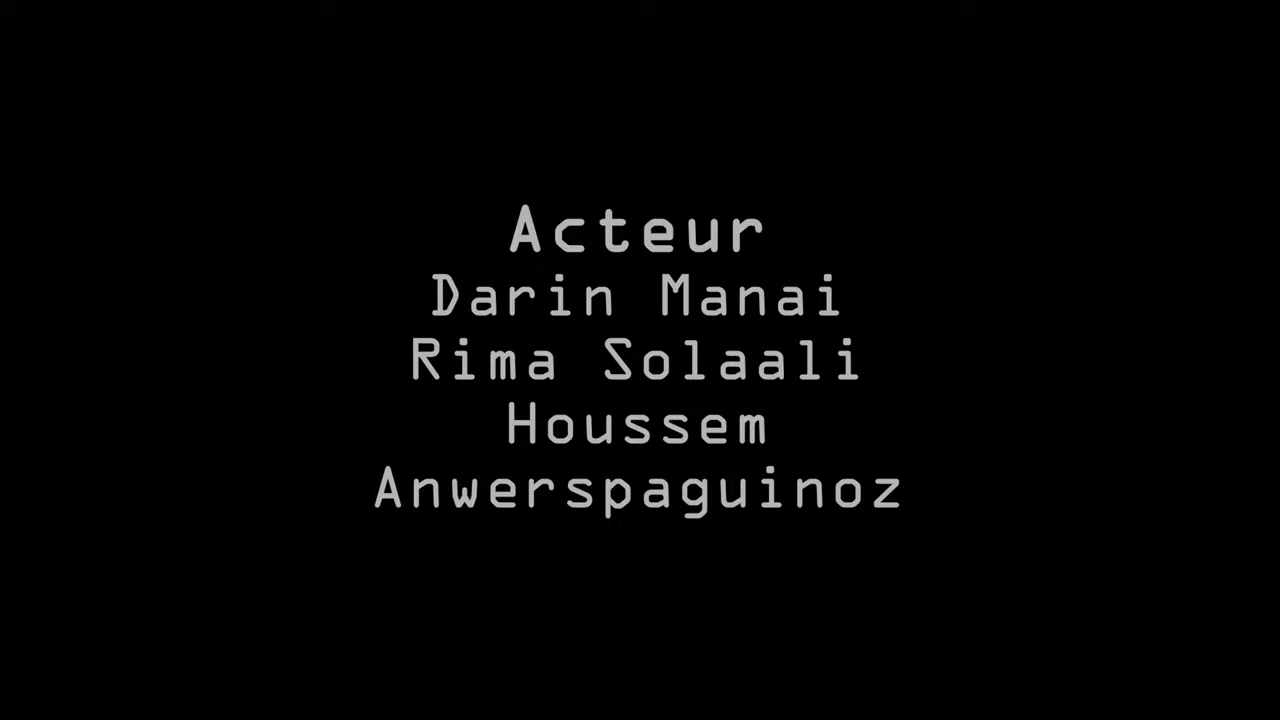 Acteur
Darin Manai
Rima Solaali
Houssem
Anwerspaguinoz